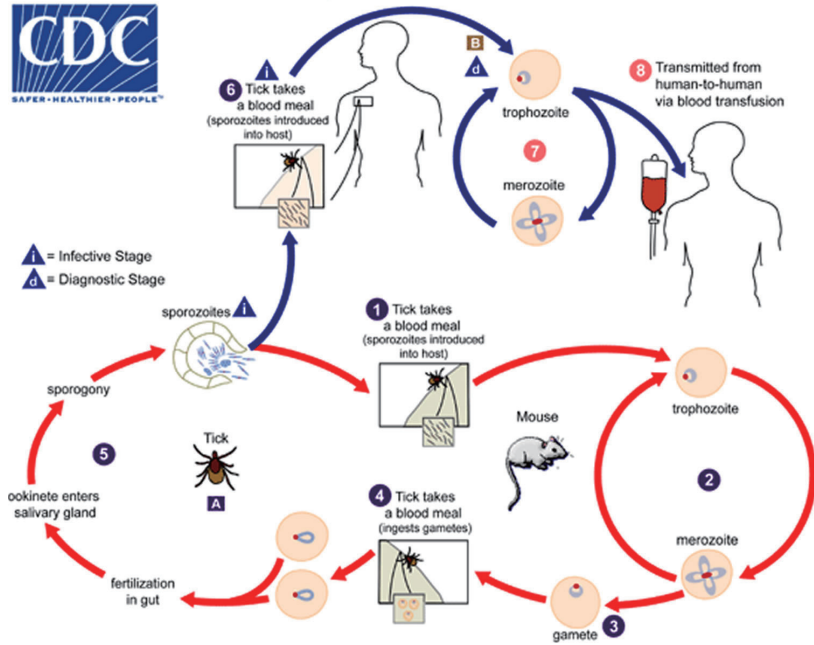 CDC
SAFER·HEALTHIER·PEOPLE™
i = Infective Stage
d = Diagnostic Stage
i
6 Tick takes
a blood meal
(sporozoites introduced
into host)
B
d
trophozoite
7
merozoite
8 Transmitted from
human-to-human
via blood transfusion
sporozoites
i
1 Tick takes
a blood meal
(sporozoites introduced
into host)
trophozoite
Mouse
2
merozoite
gamete 3
4 Tick takes
a blood meal
(ingests gametes)
fertilization
in gut
ookinete enters
salivary gland
5
sporogony
Tick
A